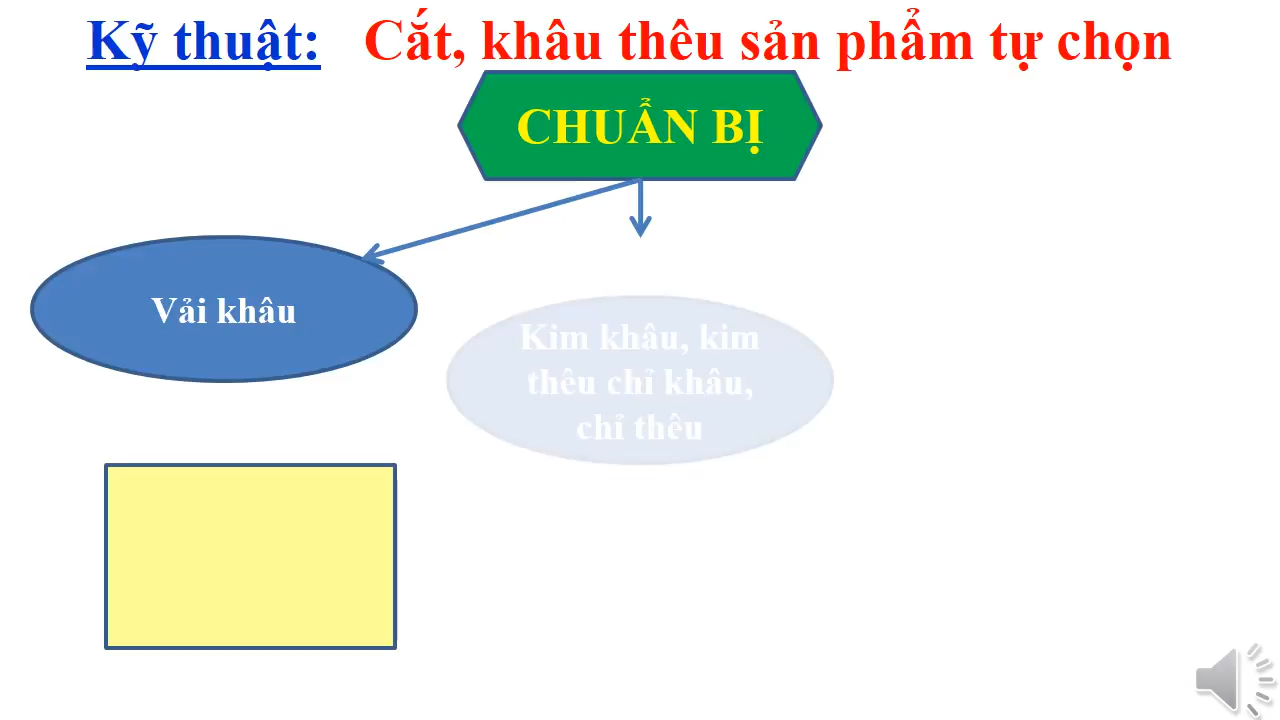 Kỹ thuật: Cắt, khâu thêu sản phẩm tự chọn
CHUẨN BỊ
Vải khâu
Kim khâu, kim
thêu chỉ khâu,
chỉ thêu